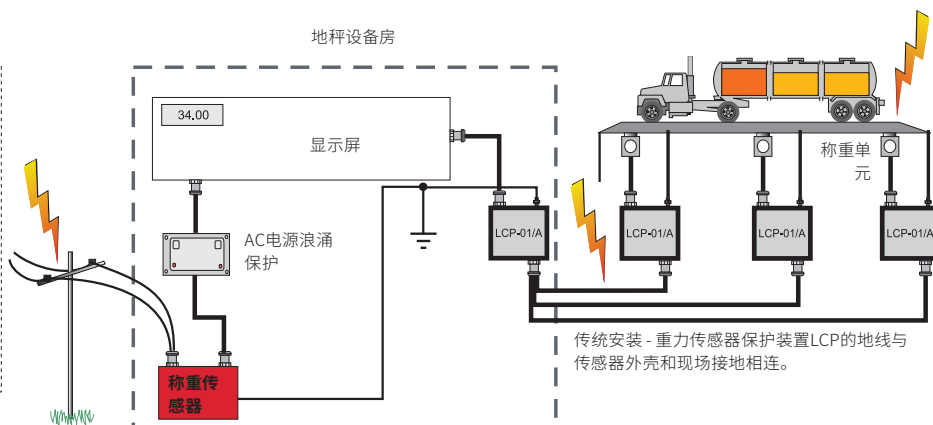 地秤设备房
34.00
显示屏
称重单
元
AC电源浪涌
保护
LCP-01/A
LCP-01/A
LCP-01/A
LCP-01/A
传统安装 - 重力传感器保护装置LCP的地线与
传感器外壳和现场接地相连。
称重传
感器